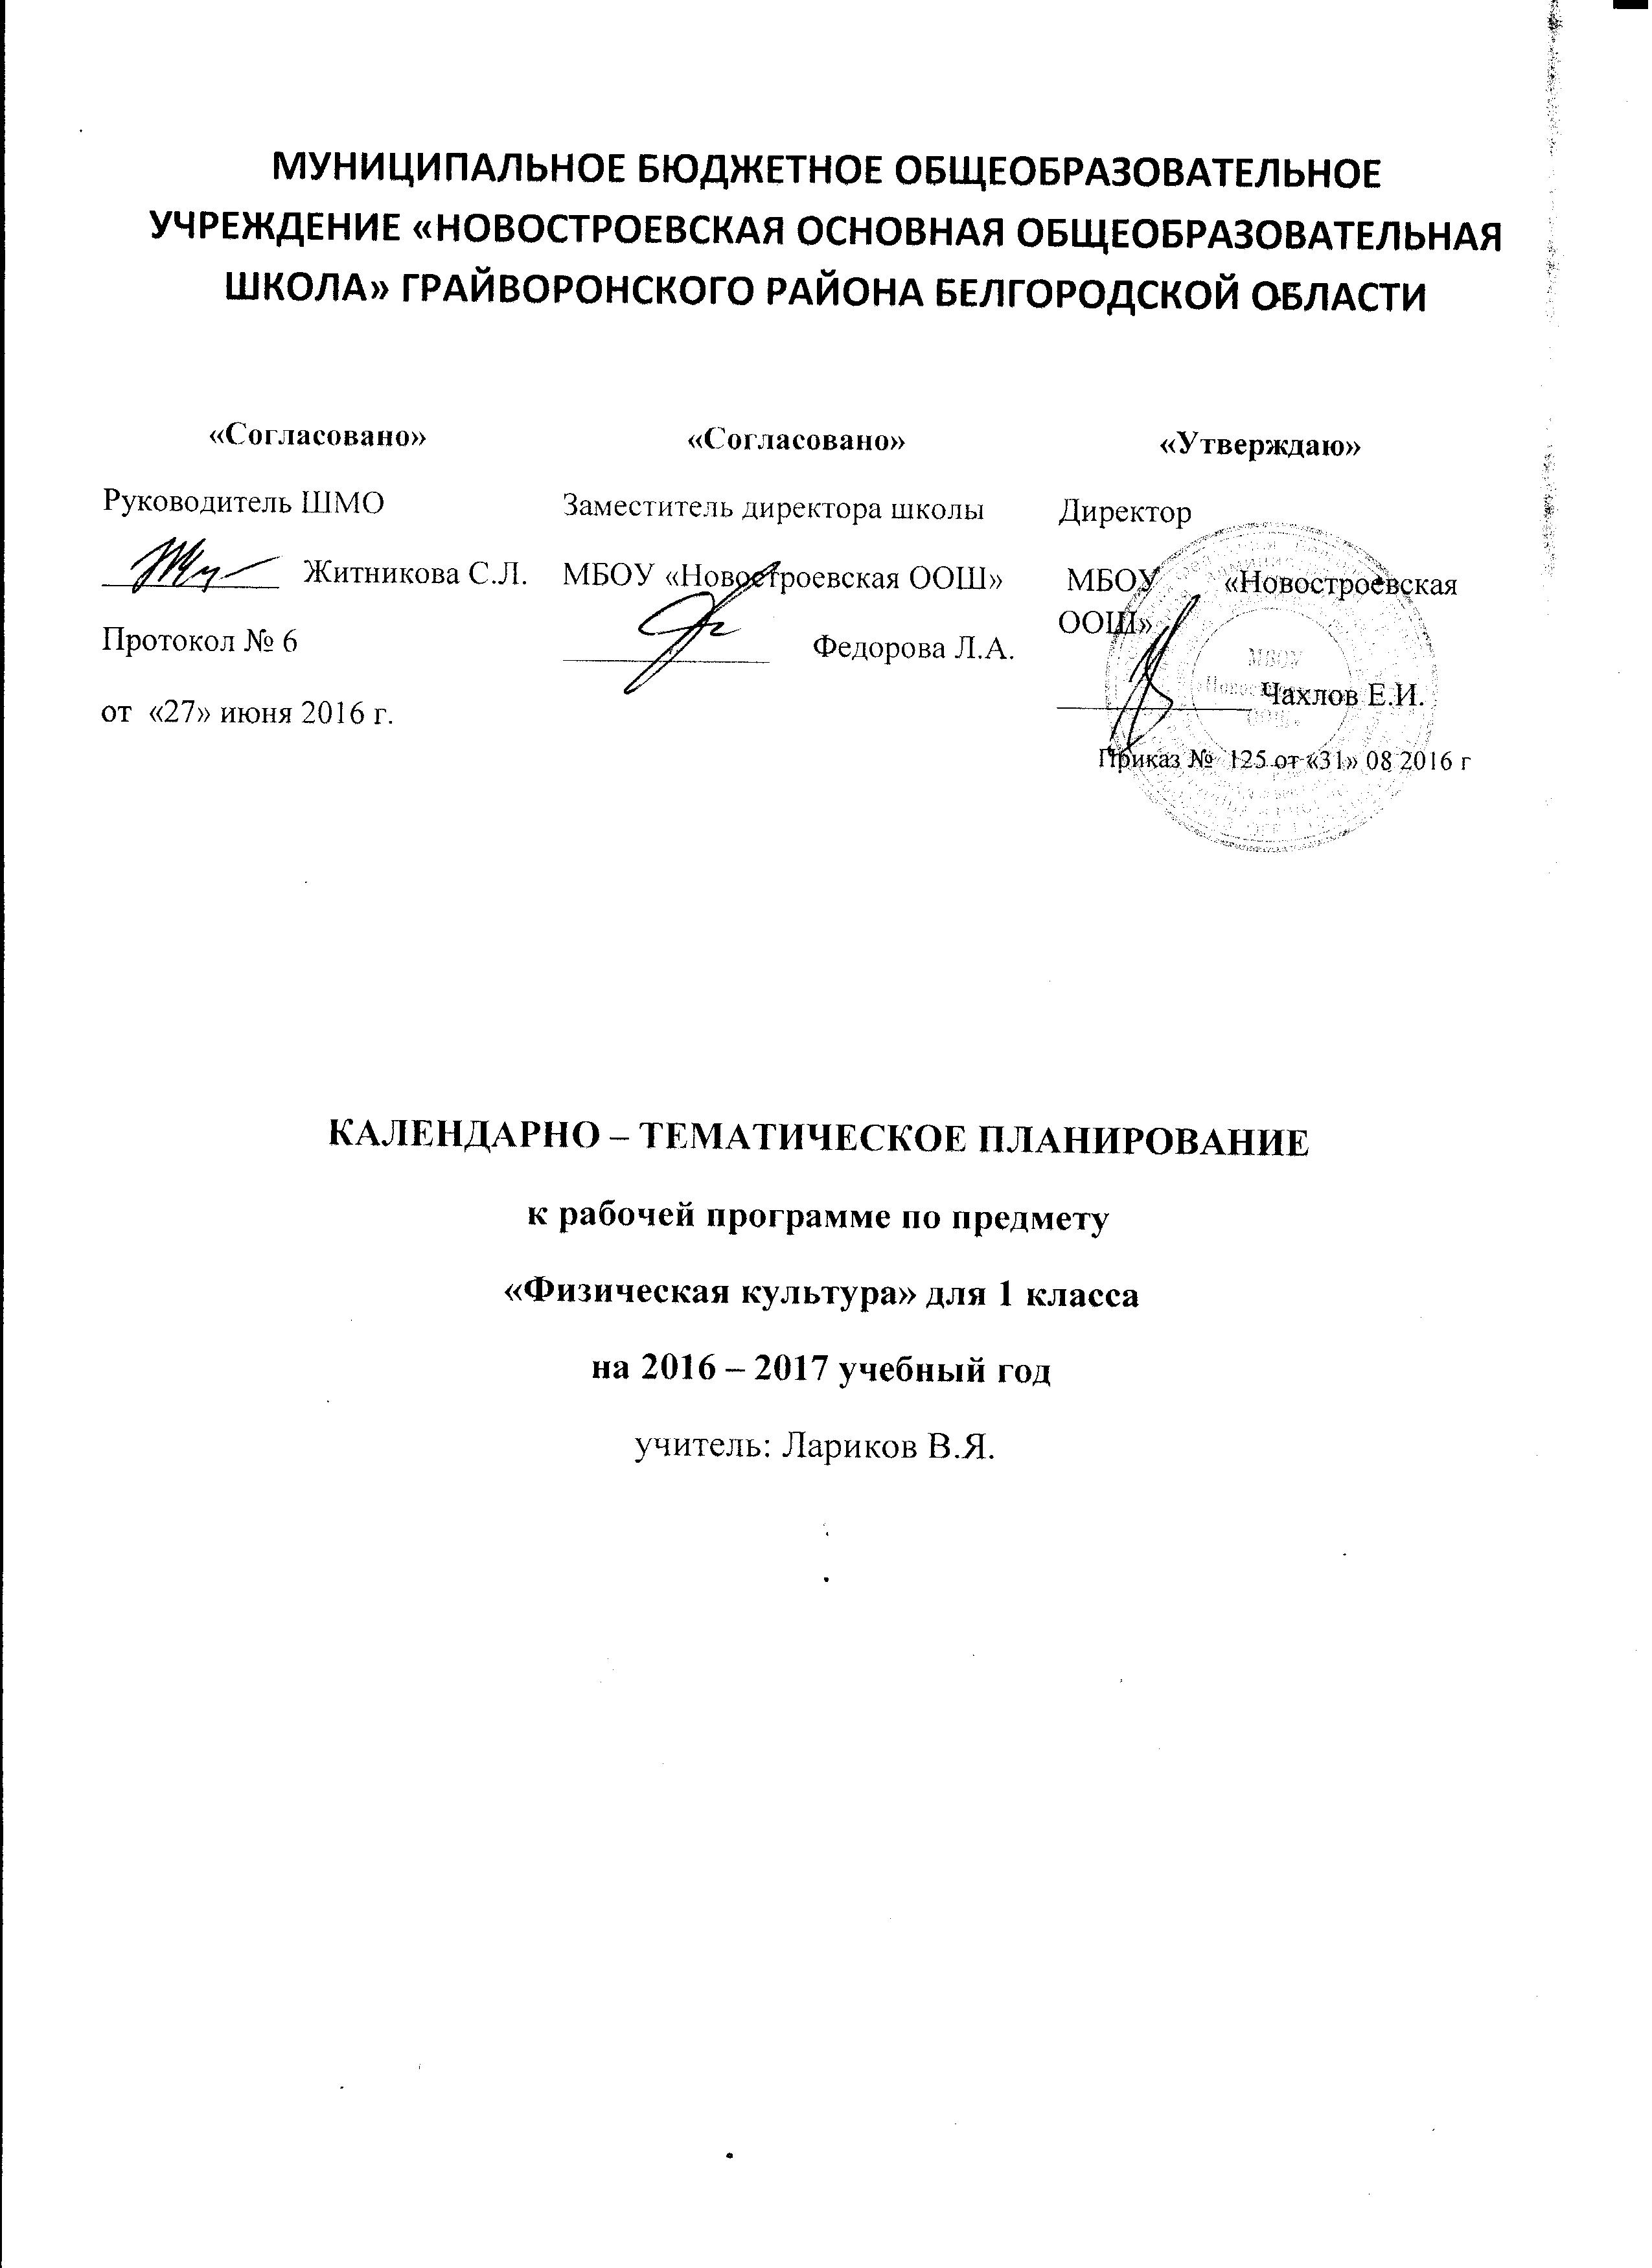 МУНИЦИПАЛЬНОЕ БЮДЖЕТНОЕ ОБЩЕОБРАЗОВАТЕЛЬНОЕ
УЧРЕЖДЕНИЕ «НОВОСТРОЕВСКАЯ ОСНОВНАЯ ОБЩЕОБРАЗОВАТЕЛЬНАЯ
ШКОЛА» ГРАЙВОРОНСКОГО РАЙОНА БЕЛГОРОДСКОЙ ОБЛАСТИ
«Согласовано»
Руководитель ШМО
Житникова С.Л.
Протокол № 6
от «27» июня 2016 г.
«Согласовано»
Заместитель директора школы
МБОУ «Новостроевская ООШ»
Федорова Л.А.
«Утверждаю»
Директор
МБОУ «Новостроевская
ООШ»
Чахлов Е.И.
Приказ № 125 от «31» 08 2016 г
МБОУ
ООШ»
КАЛЕНДАРНО – ТЕМАТИЧЕСКОЕ ПЛАНИРОВАНИЕ
к рабочей программе по предмету
«Физическая культура» для 1 класса
на 2016 – 2017 учебный год
учитель: Лариков В.Я.